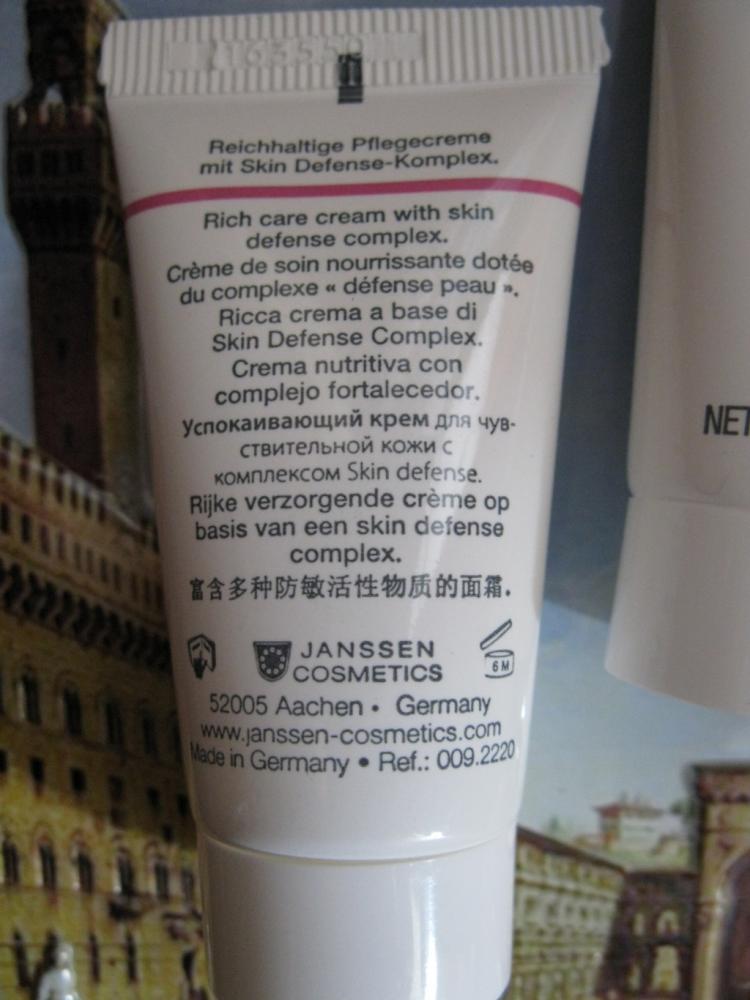 Reichhaltige Pflegecreme
mit Skin Defense-Komplex.
Rich care cream with skin
defense complex.
Crème de soin nourrissante dotée
du complexe « défense peau ».
Ricca crema a base di
Skin Defense Complex.
Crema nutritiva con
complejo fortalecedor.
Успокаивающий крем для чув-
ствительной кожи с
комплексом Skin defense.
Rijke verzorgende crème op
basis van een skin defense
complex.
富含多种防敏活性物质的面霜.
JANSSEN
COSMETICS
6 M
52005 Aachen • Germany
www.janssen-cosmetics.com
Made in Germany • Ref.: 009.2220
NET